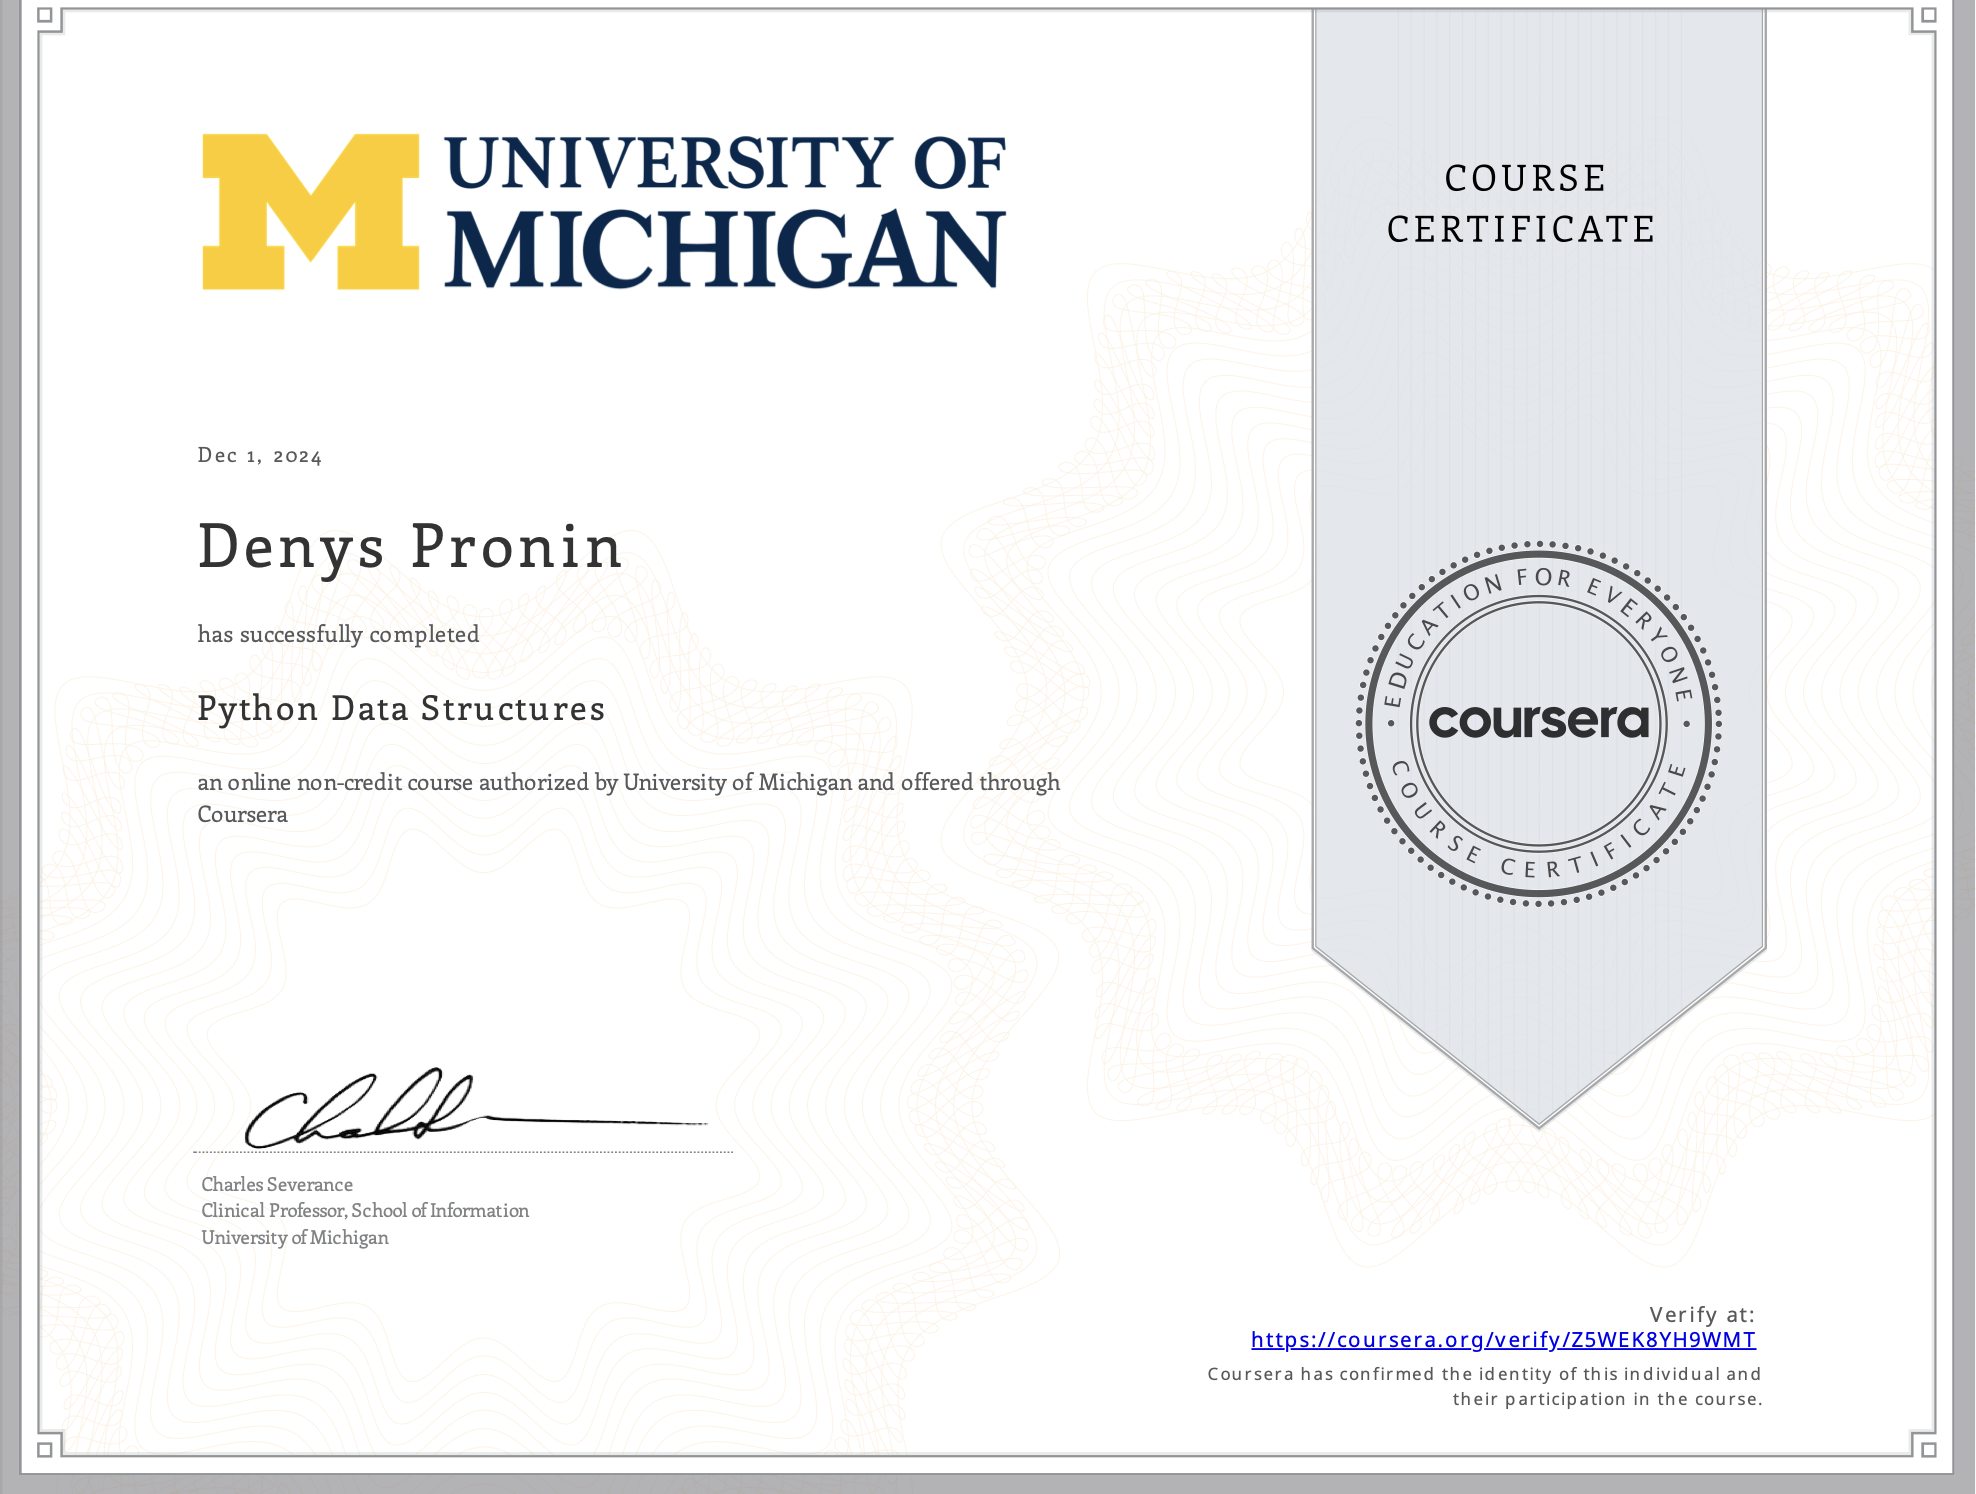 UNIVERSITY OF
MICHIGAN
COURSE
CERTIFICATE
Dec 1, 2024
Denys Pronin
has successfully completed
Python Data Structures
an online non-credit course authorized by University of Michigan and offered through
Coursera
EDUCATION FOR EVERYONE
coursera
COURSE CERTIFICATE
Charles Severance
Clinical Professor, School of Information
University of Michigan
Verify at:
https://coursera.org/verify/Z5WEK8YH9WMT
Coursera has confirmed the identity of this individual and
their participation in the course.